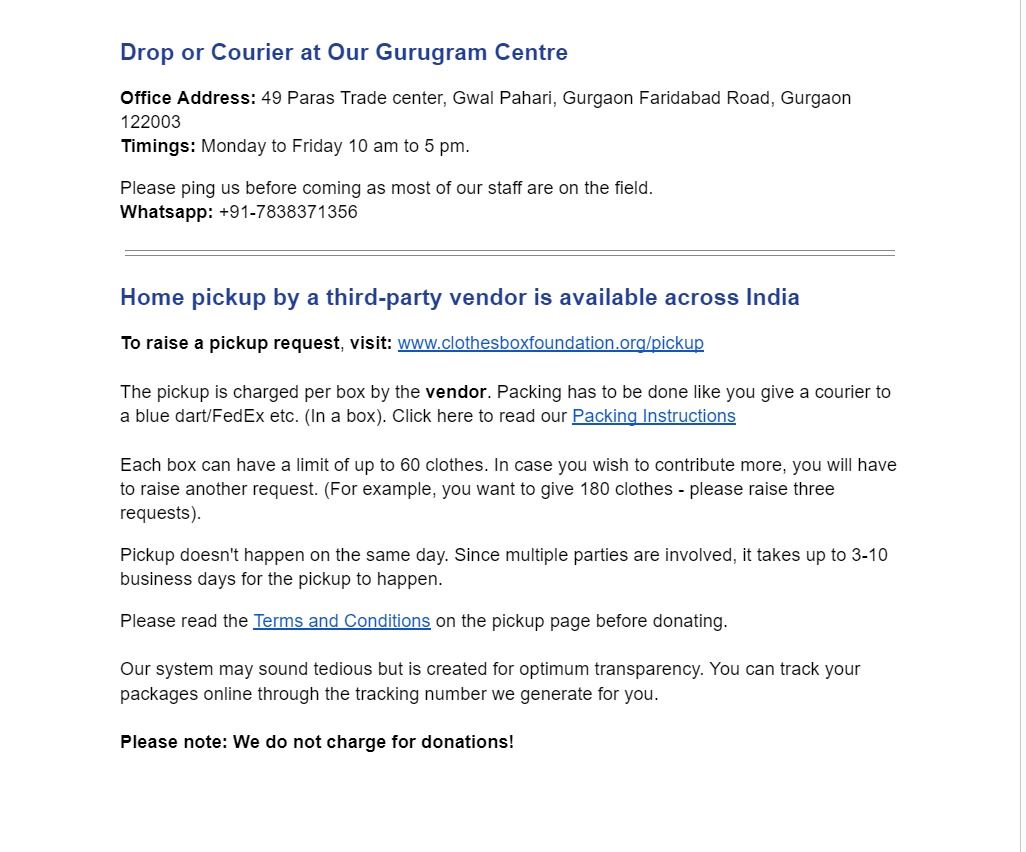 Drop or Courier at Our Gurugram Centre
Office Address: 49 Paras Trade center, Gwal Pahari, Gurgaon Faridabad Road, Gurgaon
122003
Timings: Monday to Friday 10 am to 5 pm.
Please ping us before coming as most of our staff are on the field.
Whatsapp: +91-7838371356
Home pickup by a third-party vendor is available across India
To raise a pickup request, visit: www.clothesboxfoundation.org/pickup
The pickup is charged per box by the vendor. Packing has to be done like you give a courier to
a blue dart/FedEx etc. (In a box). Click here to read our Packing Instructions
Each box can have a limit of up to 60 clothes. In case you wish to contribute more, you will have
to raise another request. (For example, you want to give 180 clothes - please raise three
requests).
Pickup doesn't happen on the same day. Since multiple parties are involved, it takes up to 3-10
business days for the pickup to happen.
Please read the Terms and Conditions on the pickup page before donating.
Our system may sound tedious but is created for optimum transparency. You can track your
packages online through the tracking number we generate for you.
Please note: We do not charge for donations!